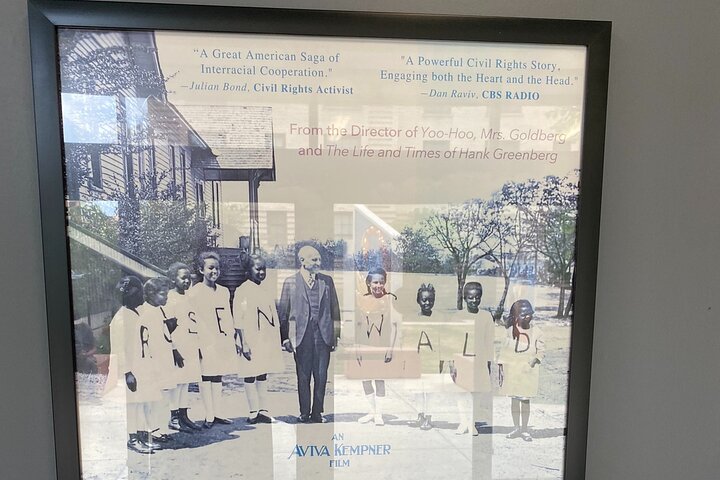 "A Great American Saga of
Interracial Cooperation."
—Julian Bond, Civil Rights Activist
"A Powerful Civil Rights Story,
Engaging both the Heart and the Head."
—Dan Raviv, CBS RADIO
From the Director of Yoo-Hoo, Mrs. Goldberg
and The Life and Times of Hank Greenberg
R O S E N W A L D
AN
AVIVA KEMPNER
FILM